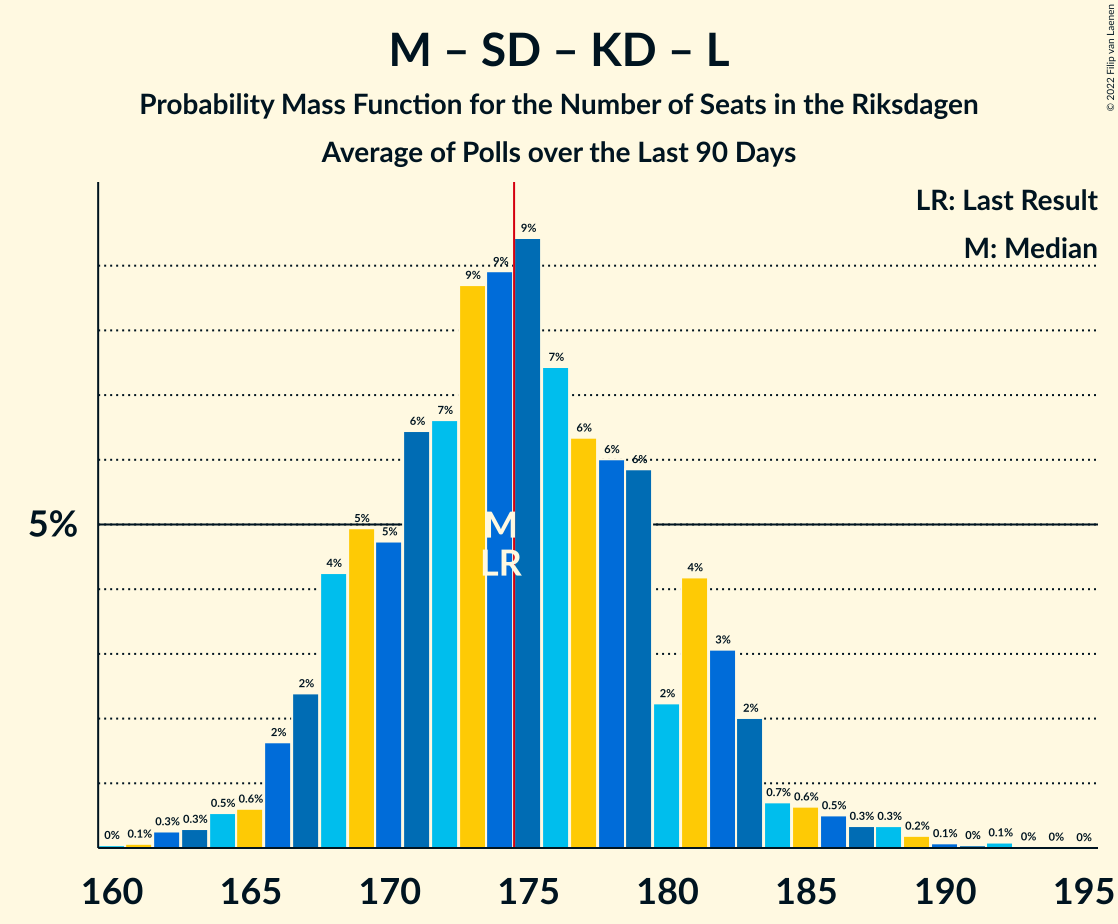 M – SD – KD – L
Probability Mass Function for the Number of Seats in the Riksdagen
Average of Polls over the Last 90 Days
© 2022 Filip van Laenen
LR: Last Result
M: Median
5%
0% 0.1% 0.3% 0.3% 0.5% 0.6% 2% 2% 4% 5% 5% 6% 7% 9% 9% 9% 7% 6% 6% 6% 2% 4% 3% 2% 0.7% 0.6% 0.5% 0.3% 0.3% 0.2% 0.1% 0% 0.1% 0% 0% 0%
M
LR
160 165 170 175 180 185 190 195